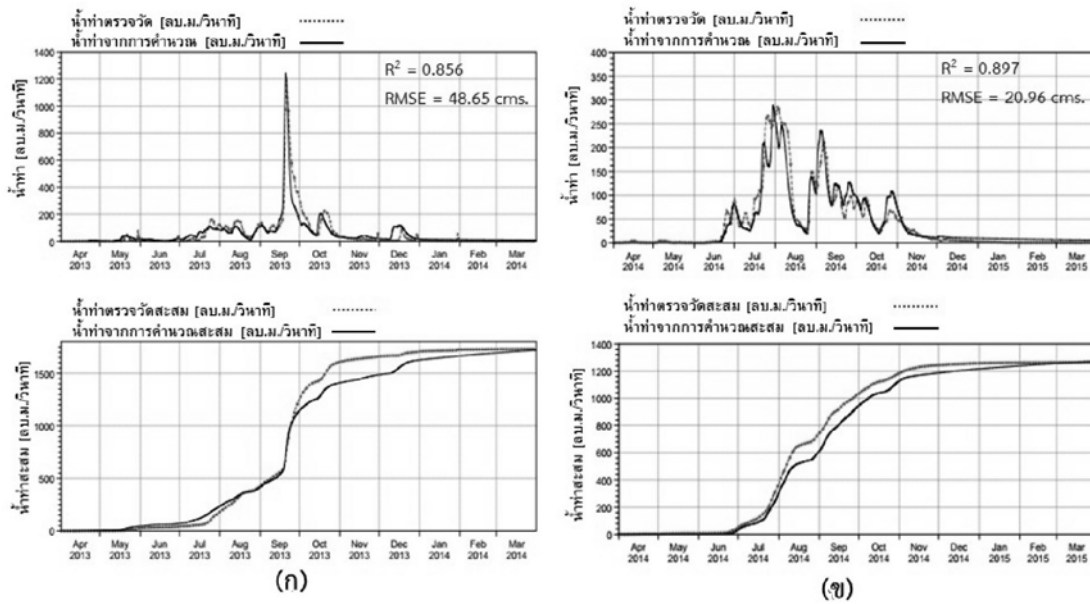 น้ำท่าตรวจวัด [ลบ.ม./วินาที]
น้ำท่าจากการคำนวณ [ลบ.ม./วินาที]
R² = 0.856
RMSE = 48.65 cms.
น้ำท่า [ลบ.ม./วินาที]
1400
1200
1000
800
600
400
200
0
Apr 2013 May 2013 Jun 2013 Jul 2013 Aug 2013 Sep 2013 Oct 2013 Nov 2013 Dec 2013 Jan 2014 Feb 2014 Mar 2014
น้ำท่าตรวจวัด [ลบ.ม./วินาที]
น้ำท่าจากการคำนวณ [ลบ.ม./วินาที]
R² = 0.897
RMSE = 20.96 cms.
น้ำท่า [ลบ.ม./วินาที]
400
350
300
250
200
150
100
50
0
Apr 2014 May 2014 Jun 2014 Jul 2014 Aug 2014 Sep 2014 Oct 2014 Nov 2014 Dec 2014 Jan 2015 Feb 2015 Mar 2015
น้ำท่าตรวจวัดสะสม [ลบ.ม./วินาที]
น้ำท่าจากการคำนวณสะสม [ลบ.ม./วินาที]
น้ำท่าสะสม [ลบ.ม./วินาที]
1500
1000
500
0
Apr 2013 May 2013 Jun 2013 Jul 2013 Aug 2013 Sep 2013 Oct 2013 Nov 2013 Dec 2013 Jan 2014 Feb 2014 Mar 2014
(ก)
น้ำท่าตรวจวัดสะสม [ลบ.ม./วินาที]
น้ำท่าจากการคำนวณสะสม [ลบ.ม./วินาที]
น้ำท่าสะสม [ลบ.ม./วินาที]
1400
1200
1000
800
600
400
200
0
Apr 2014 May 2014 Jun 2014 Jul 2014 Aug 2014 Sep 2014 Oct 2014 Nov 2014 Dec 2014 Jan 2015 Feb 2015 Mar 2015
(ข)